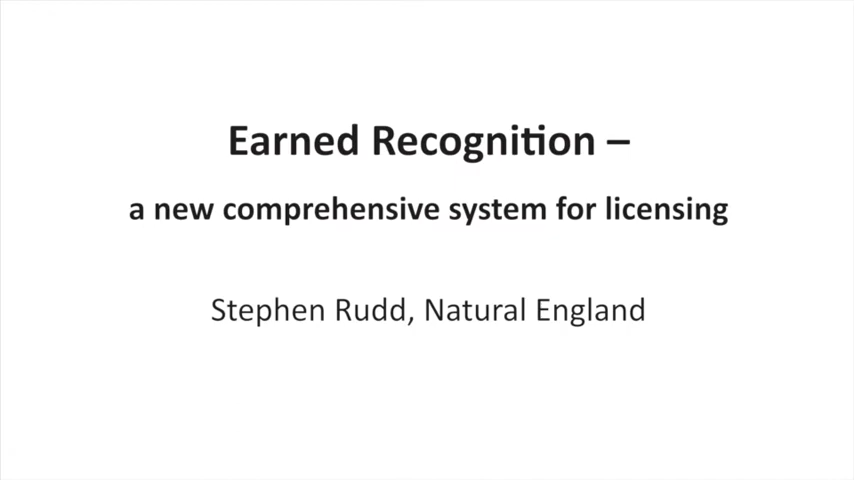 Earned Recognition –
a new comprehensive system for licensing
Stephen Rudd, Natural England